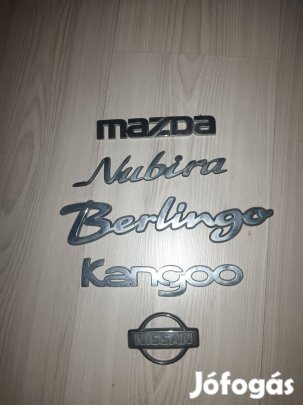 mazda
Nubira
Berlingo
Kangoo
NISSAN
Jófogás